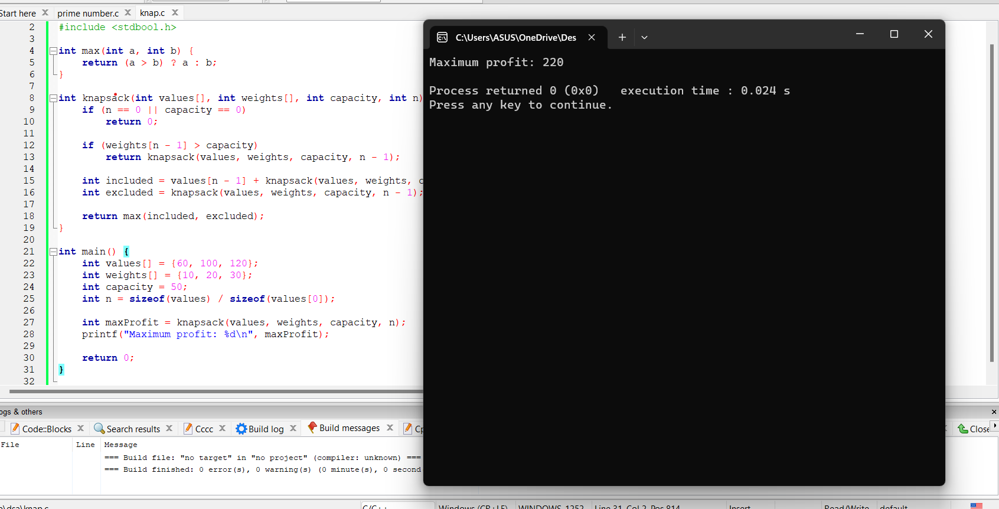 Start here X prime number.c X knap.c X
2 #include <stdbool.h>
3
4 int max(int a, int b) {
5 return (a > b) ? a : b;
6 }
7
8 int knapsack(int values[], int weights[], int capacity, int n)
9 if (n == 0 || capacity == 0)
10 return 0;
11
12 if (weights[n - 1] > capacity)
13 return knapsack(values, weights, capacity, n - 1);
14
15 int included = values[n - 1] + knapsack(values, weights, c
16 int excluded = knapsack(values, weights, capacity, n - 1);
17
18 return max(included, excluded);
19 }
20
21 int main() {
22 int values[] = {60, 100, 120};
23 int weights[] = {10, 20, 30};
24 int capacity = 50;
25 int n = sizeof(values) / sizeof(values[0]);
26
27 int maxProfit = knapsack(values, weights, capacity, n);
28 printf("Maximum profit: %d\n", maxProfit);
29
30 return 0;
31 }
32
C:\Users\ASUS\OneDrive\Des
Maximum profit: 220
Process returned 0 (0x0) execution time : 0.024 s
Press any key to continue.
ogs & others
Code::Blocks X Search results X Cccc X Build log X Build messages X Cp Close
File Line Message
=== Build file: "no target" in "no project" (compiler: unknown) ===
=== Build finished: 0 error(s), 0 warning(s) (0 minute(s), 0 second
\dsa\knap.c C/C++ Windows (CR+LF) WINDOWS-1252 Line 31, Col 2, Pos 814 Insert Read/Write default